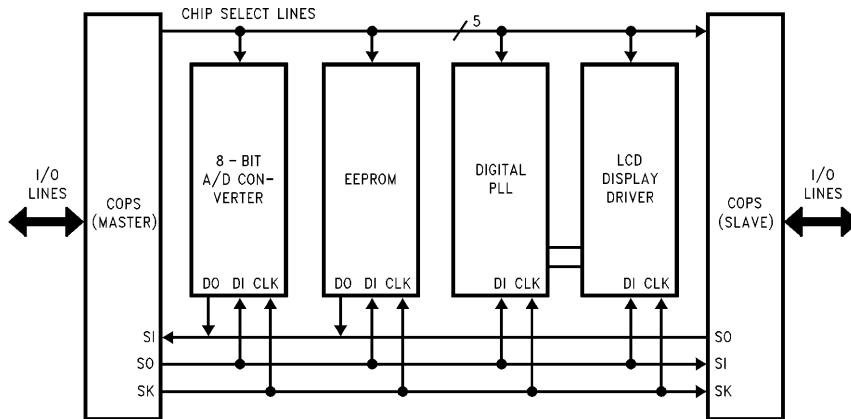 CHIP SELECT LINES
5
I/O
LINES
COPS
(MASTER)
8 - BIT
A/D CON-
VERTER
EEPROM
DIGITAL
PLL
LCD
DISPLAY
DRIVER
COPS
(SLAVE)
I/O
LINES
DO DI CLK
DO DI CLK
DI CLK
DI CLK
SI
SO
SO
SI
SK
SK